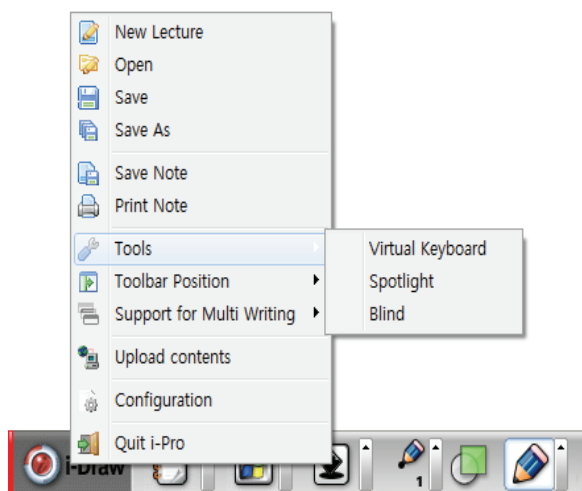 New Lecture
Open
Save
Save As
Save Note
Print Note
Tools
Virtual Keyboard
Toolbar Position
Spotlight
Support for Multi Writing
Blind
Upload contents
Configuration
Quit i-Pro
i-Draw
1